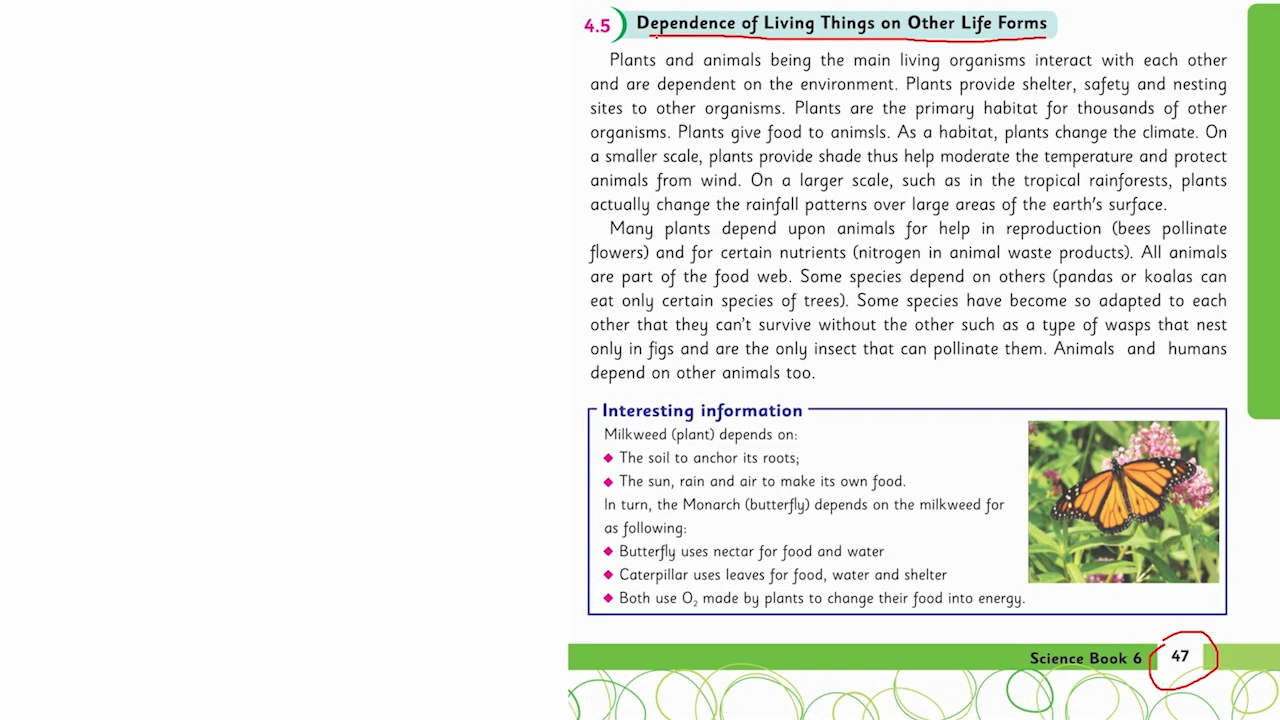 4.5 Dependence of Living Things on Other Life Forms
Plants and animals being the main living organisms interact with each other
and are dependent on the environment. Plants provide shelter, safety and nesting
sites to other organisms. Plants are the primary habitat for thousands of other
organisms. Plants give food to animsls. As a habitat, plants change the climate. On
a smaller scale, plants provide shade thus help moderate the temperature and protect
animals from wind. On a larger scale, such as in the tropical rainforests, plants
actually change the rainfall patterns over large areas of the earth's surface.
Many plants depend upon animals for help in reproduction (bees pollinate
flowers) and for certain nutrients (nitrogen in animal waste products). All animals
are part of the food web. Some species depend on others (pandas or koalas can
eat only certain species of trees). Some species have become so adapted to each
other that they can't survive without the other such as a type of wasps that nest
only in figs and are the only insect that can pollinate them. Animals and humans
depend on other animals too.
Interesting information
Milkweed (plant) depends on:
◆ The soil to anchor its roots;
◆ The sun, rain and air to make its own food.
In turn, the Monarch (butterfly) depends on the milkweed for
as following:
◆ Butterfly uses nectar for food and water
◆ Caterpillar uses leaves for food, water and shelter
◆ Both use O₂ made by plants to change their food into energy.
Science Book 6 47